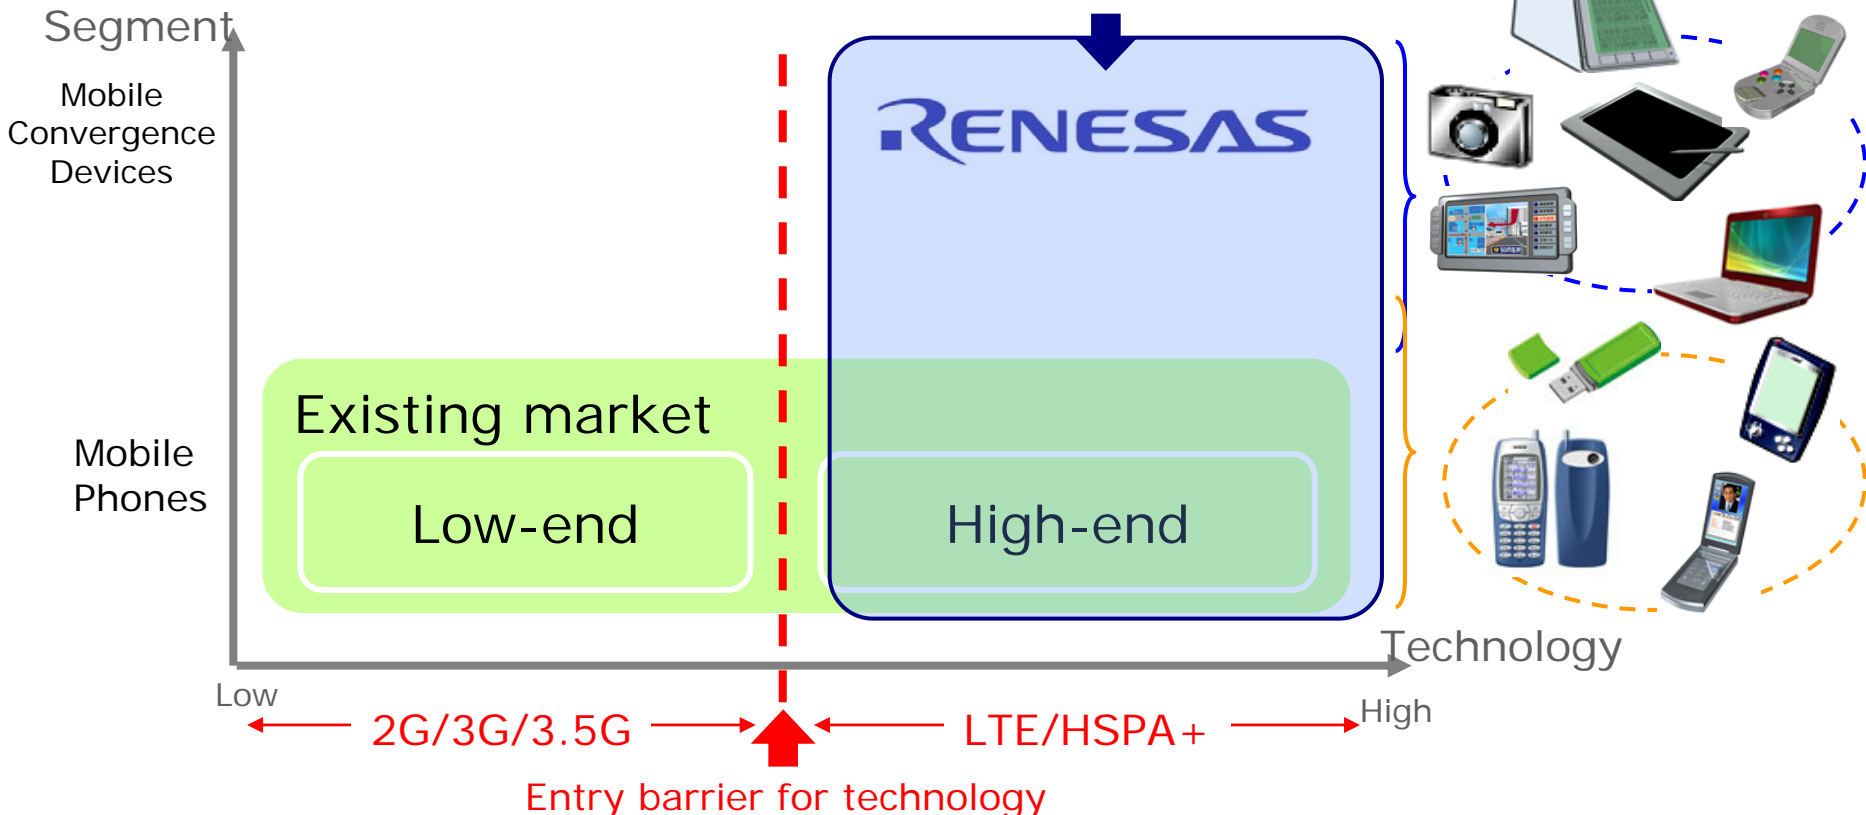 Segment
Mobile
Convergence
Devices
RENESAS
Existing market
Mobile
Phones
Low-end
High-end
Technology
Low
High
2G/3G/3.5G
LTE/HSPA+
Entry barrier for technology